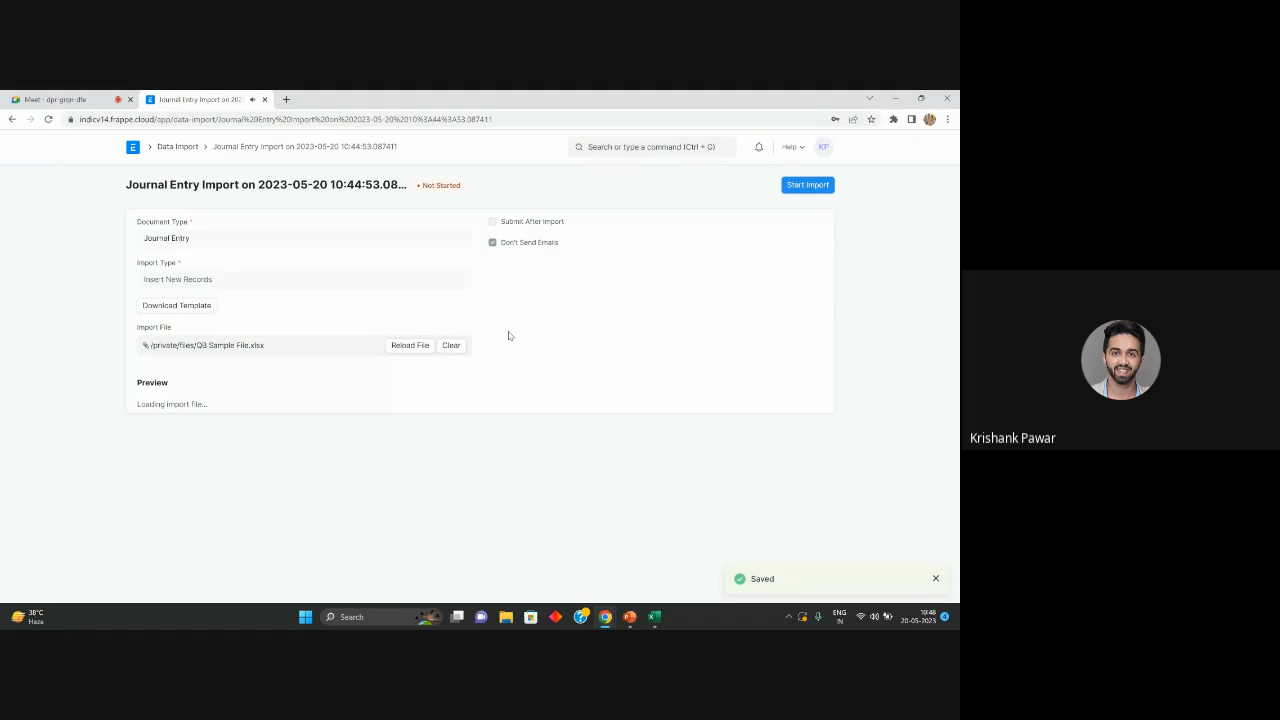 Meet - dpr-grqn-dfe
Journal Entry Import on 202
indicv14.frappe.cloud/app/data-import/Journal%20Entry%20Import%20on%202023-05-20%2010%3A44%3A53.087411
E
Data Import
Journal Entry Import on 2023-05-20 10:44:53.087411
Search or type a command (Ctrl + G)
Help
KP
Journal Entry Import on 2023-05-20 10:44:53.08...
Not Started
Start Import
Document Type *
Journal Entry
Submit After Import
Don't Send Emails
Import Type *
Insert New Records
Download Template
Import File
/private/files/QB Sample File.xlsx
Reload File
Clear
Preview
Loading import file...
Saved
Krishank Pawar
38°C
Haze
Search
ENG
IN
10:48
20-05-2023
4